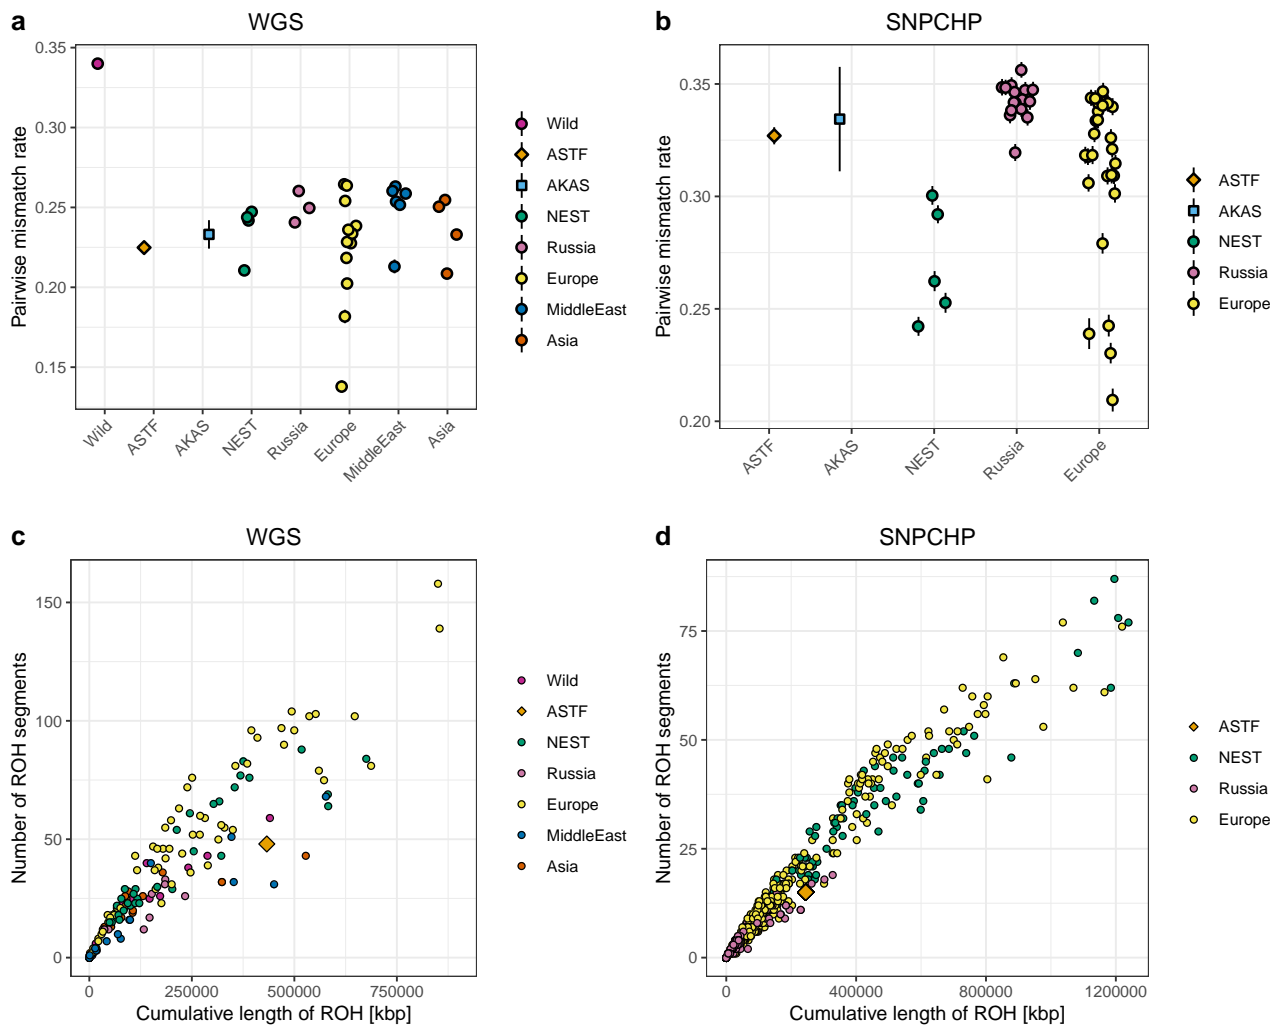 a
WGS
Pairwise mismatch rate
0.35
0.30
0.25
0.20
0.15
Wild
ASTF
AKAS
NEST
Russia
Europe
MiddleEast
Asia
Wild
ASTF
AKAS
NEST
Russia
Europe
MiddleEast
Asia
b
SNPCHP
Pairwise mismatch rate
0.35
0.30
0.25
0.20
ASTF
AKAS
NEST
Russia
Europe
ASTF
AKAS
NEST
Russia
Europe
c
WGS
Number of ROH segments
150
100
50
0
0
250000
500000
750000
Cumulative length of ROH [kbp]
Wild
ASTF
NEST
Russia
Europe
MiddleEast
Asia
d
SNPCHP
Number of ROH segments
75
50
25
0
0
400000
800000
1200000
Cumulative length of ROH [kbp]
ASTF
NEST
Russia
Europe